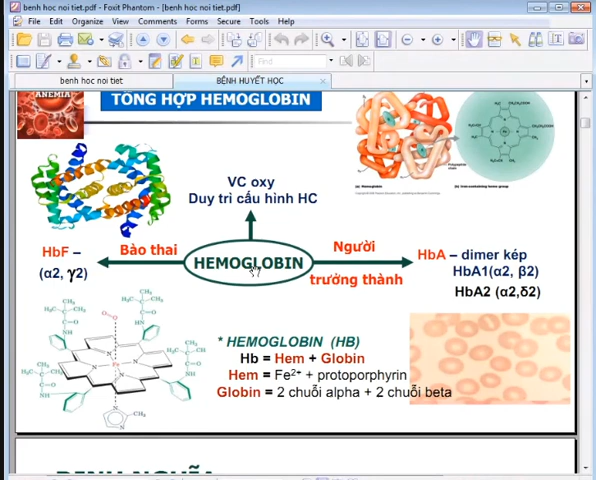 benh hoc noi tiet.pdf - Foxit Phantom - [benh hoc noi tiet.pdf]
File Edit Organize View Comments Forms Secure Tools Help
Find
benh hoc noi tiet
BỆNH HUYẾT HỌC
ANEMIA
TỔNG HỢP HEMOGLOBIN
VC oxy
Duy trì cấu hình HC
HbF –
(α2, γ2)
Bào thai
HEMOGLOBIN
Người
trưởng thành
HbA – dimer kép
HbA1(α2, β2)
HbA2 (α2,δ2)
* HEMOGLOBIN (HB)
Hb = Hem + Globin
Hem = Fe²⁺ + protoporphyrin
Globin = 2 chuỗi alpha + 2 chuỗi beta